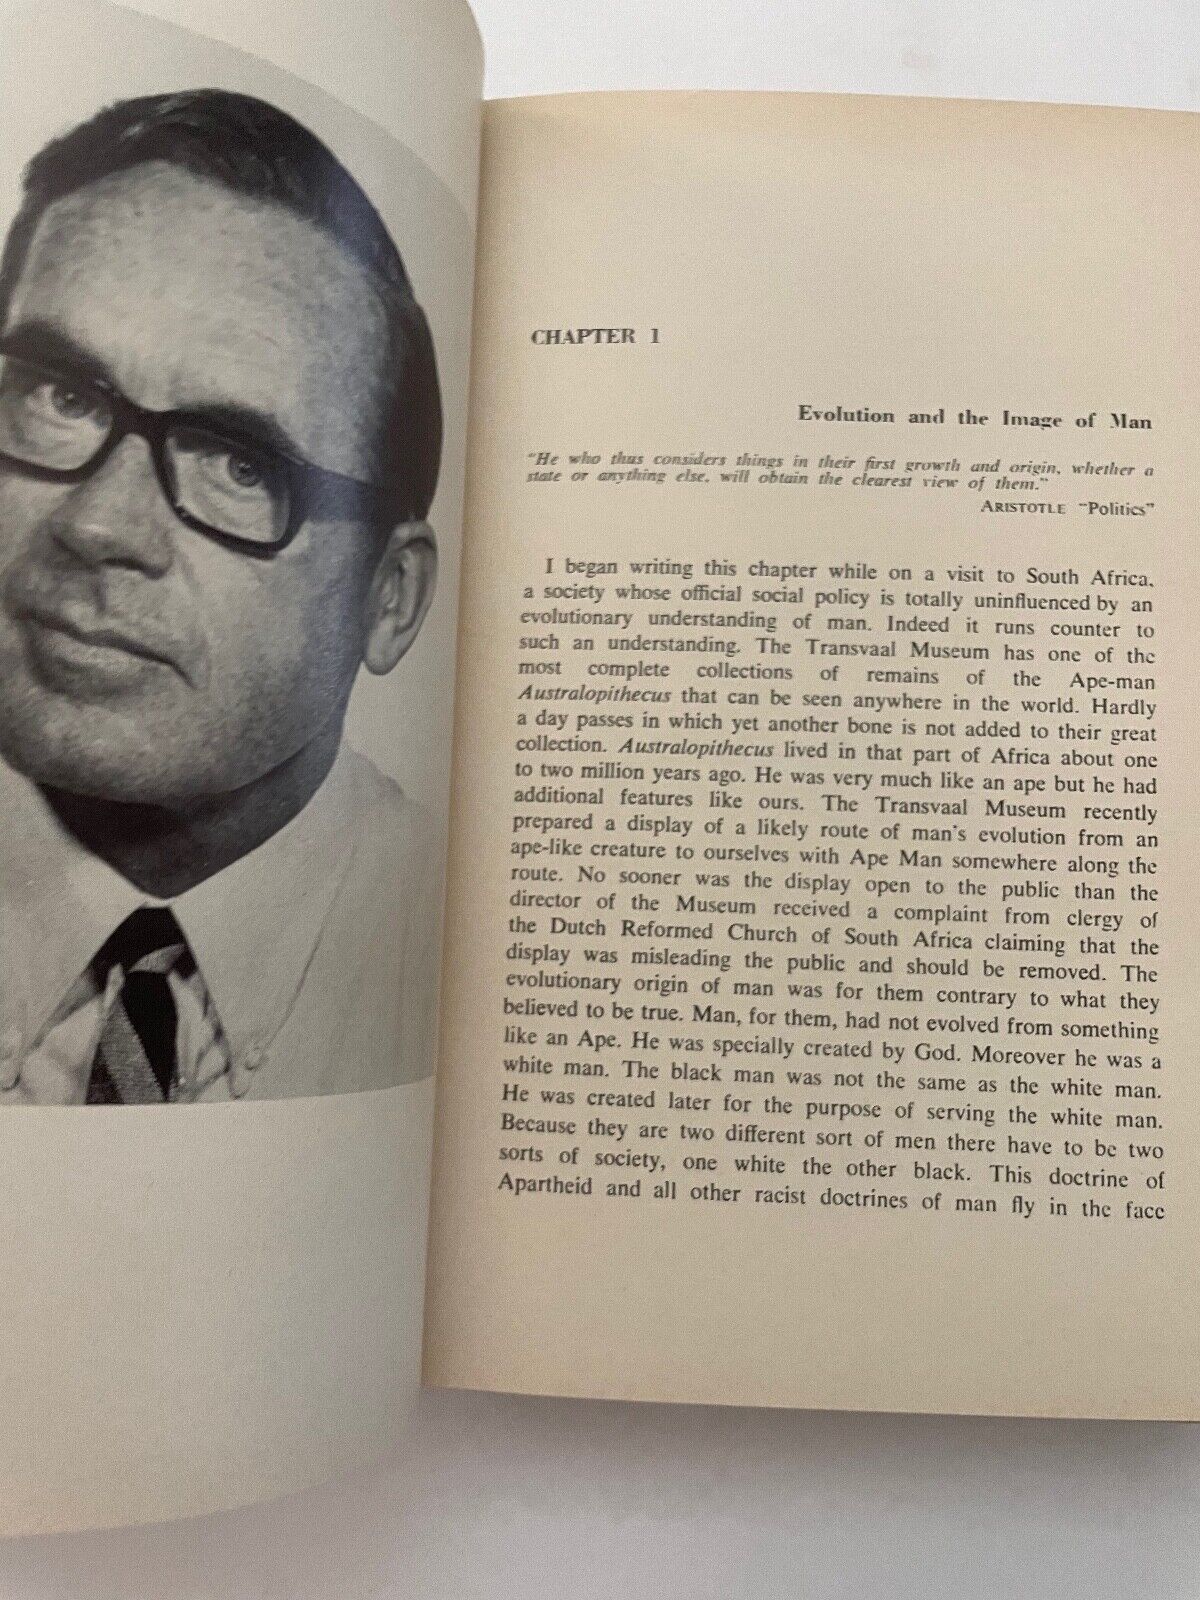 CHAPTER 1
Evolution and the Image of Man
"He who thus considers things in their first growth and origin, whether a
state or anything else, will obtain the clearest view of them."
ARISTOTLE "Politics"
I began writing this chapter while on a visit to South Africa,
a society whose official social policy is totally uninfluenced by an
evolutionary understanding of man. Indeed it runs counter to
such an understanding. The Transvaal Museum has one of the
most complete collections of remains of the Ape-man
Australopithecus that can be seen anywhere in the world. Hardly
a day passes in which yet another bone is not added to their great
collection. Australopithecus lived in that part of Africa about one
to two million years ago. He was very much like an ape but he had
additional features like ours. The Transvaal Museum recently
prepared a display of a likely route of man's evolution from an
ape-like creature to ourselves with Ape Man somewhere along the
route. No sooner was the display open to the public than the
director of the Museum received a complaint from clergy of
the Dutch Reformed Church of South Africa claiming that the
display was misleading the public and should be removed. The
evolutionary origin of man was for them contrary to what they
believed to be true. Man, for them, had not evolved from something
like an Ape. He was specially created by God. Moreover he was a
white man. The black man was not the same as the white man.
He was created later for the purpose of serving the white man.
Because they are two different sort of men there have to be two
sorts of society, one white the other black. This doctrine of
Apartheid and all other racist doctrines of man fly in the face